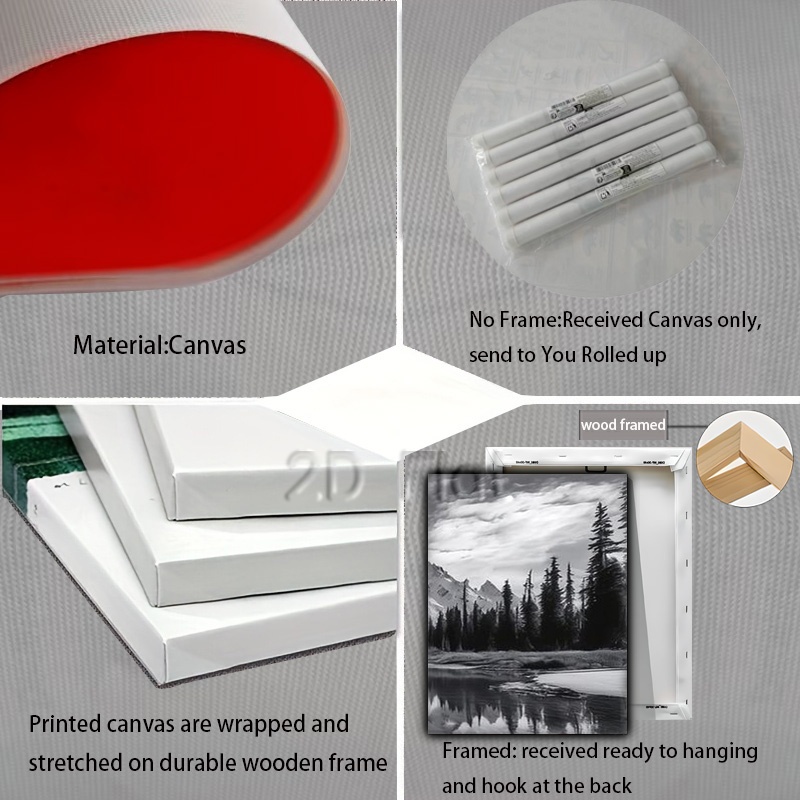 Material:Canvas
No Frame:Received Canvas only,
send to You Rolled up
wood framed
2.D
Printed canvas are wrapped and
stretched on durable wooden frame
Framed: received ready to hanging
and hook at the back